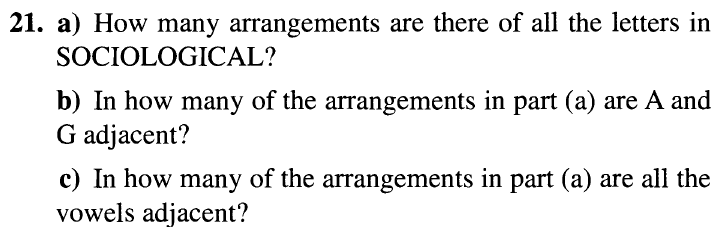 21. a) How many arrangements are there of all the letters in
SOCIOLOGICAL?
b) In how many of the arrangements in part (a) are A and
G adjacent?
c) In how many of the arrangements in part (a) are all the
vowels adjacent?